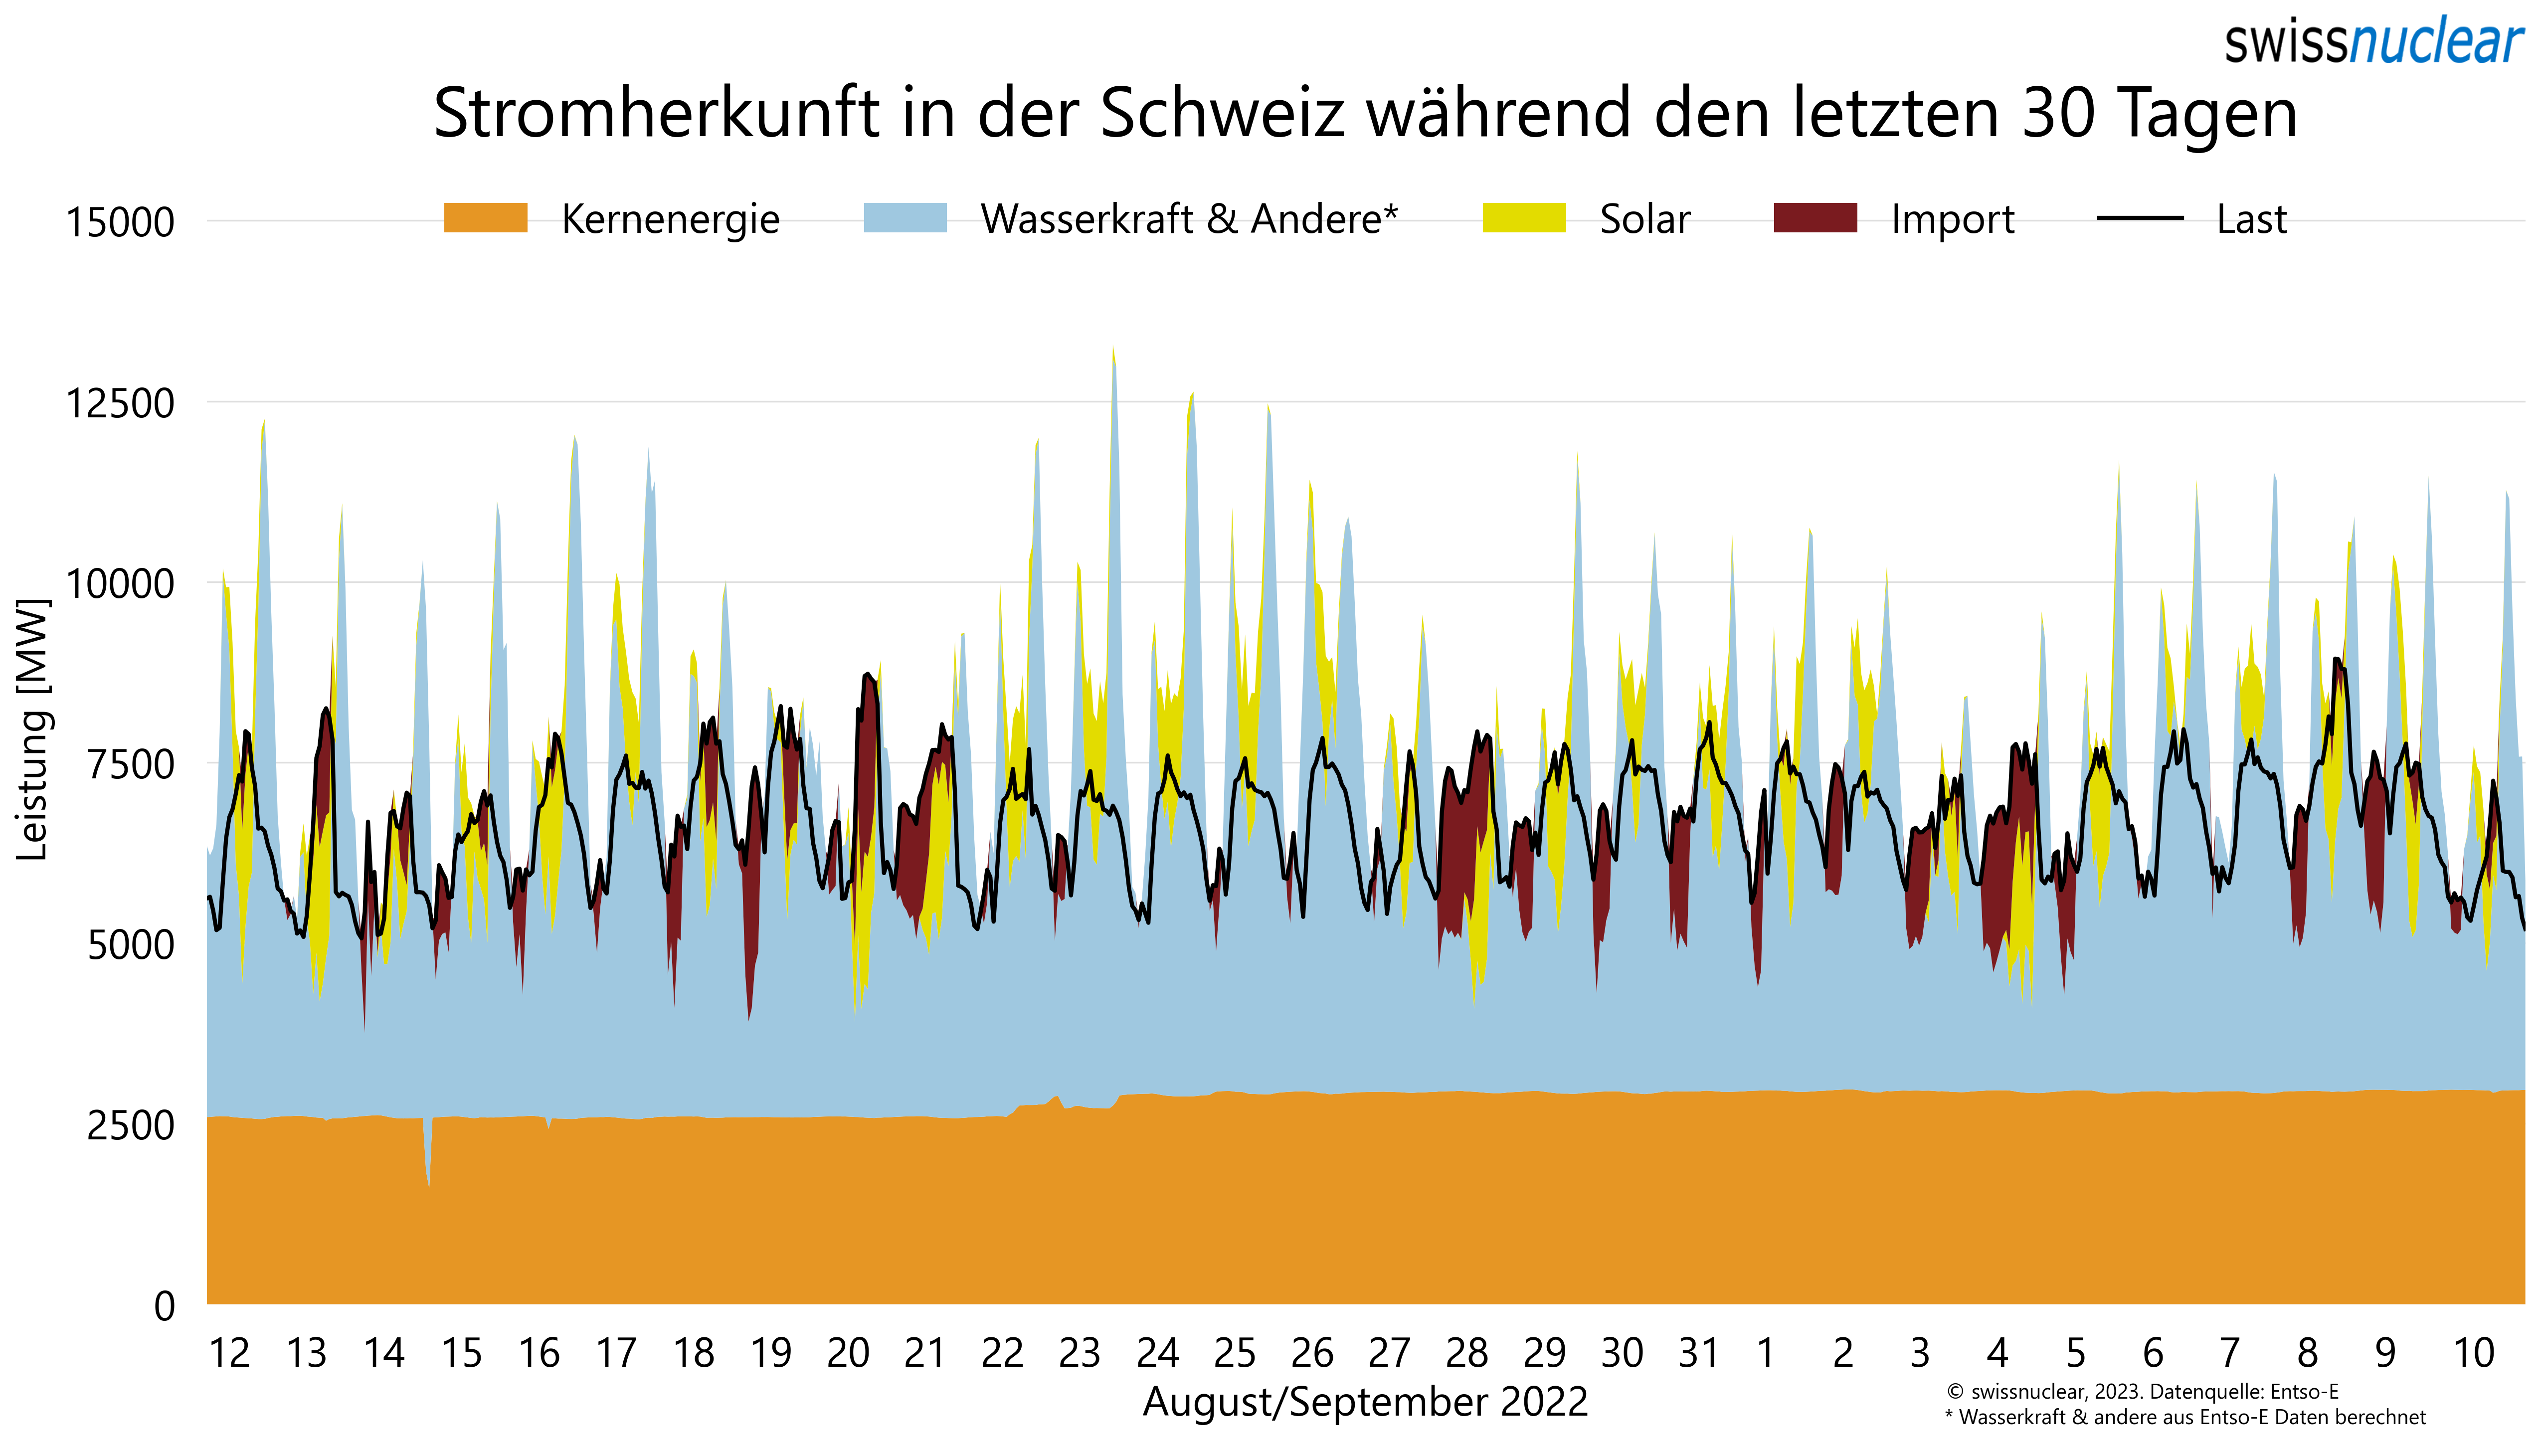 swissnuclear
Stromherkunft in der Schweiz während den letzten 30 Tagen
Kernenergie Wasserkraft & Andere* Solar Import Last
15000
12500
10000
7500
5000
2500
0
Leistung [MW]
12 13 14 15 16 17 18 19 20 21 22 23 24 25 26 27 28 29 30 31 1 2 3 4 5 6 7 8 9 10
August/September 2022
© swissnuclear, 2023. Datenquelle: Entso-E
* Wasserkraft & andere aus Entso-E Daten berechnet